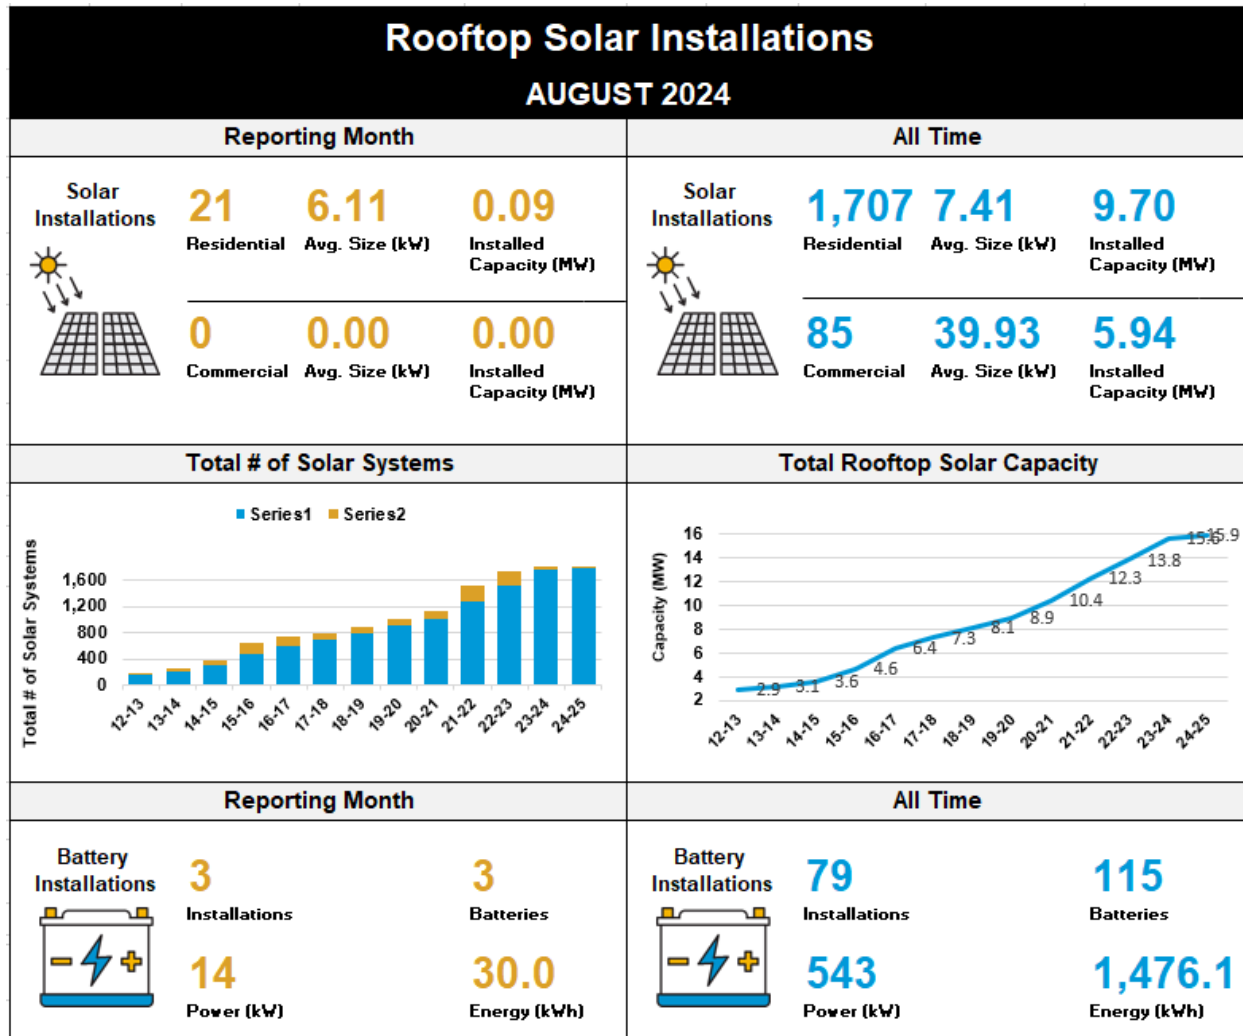 Rooftop Solar Installations
AUGUST 2024
Reporting Month
All Time
Solar
Installations
21 6.11 0.09
Residential Avg. Size (kW) Installed
Capacity (MW)
0 0.00 0.00
Commercial Avg. Size (kW) Installed
Capacity (MW)
Solar
Installations
1,707 7.41 9.70
Residential Avg. Size (kW) Installed
Capacity (MW)
85 39.93 5.94
Commercial Avg. Size (kW) Installed
Capacity (MW)
Total # of Solar Systems
Series1 Series2
Total # of Solar Systems
1,600
1,200
800
400
0
12-13 13-14 14-15 15-16 16-17 17-18 18-19 19-20 20-21 21-22 22-23 23-24 24-25
Total Rooftop Solar Capacity
Capacity (MW)
16
14
12
10
8
6
4
2
2.9 3.1 3.6 4.6 6.4 7.3 8.1 8.9 10.4 12.3 13.8 15.6 15.9
12-13 13-14 14-15 15-16 16-17 17-18 18-19 19-20 20-21 21-22 22-23 23-24 24-25
Reporting Month
All Time
Battery
Installations
3 3
Installations Batteries
14 30.0
Power (kW) Energy (kWh)
Battery
Installations
79 115
Installations Batteries
543 1,476.1
Power (kW) Energy (kWh)